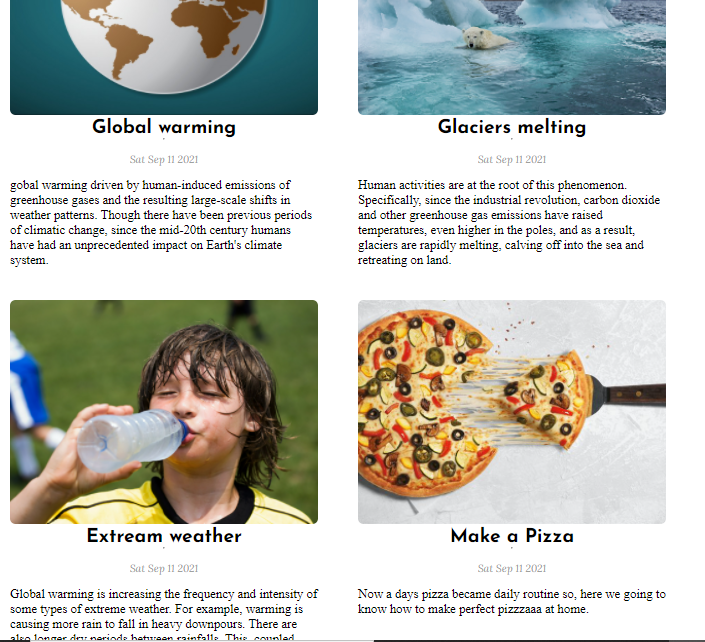 Global warming
Sat Sep 11 2021
gobal warming driven by human-induced emissions of
greenhouse gases and the resulting large-scale shifts in
weather patterns. Though there have been previous periods
of climatic change, since the mid-20th century humans
have had an unprecedented impact on Earth's climate
system.
Glaciers melting
Sat Sep 11 2021
Human activities are at the root of this phenomenon.
Specifically, since the industrial revolution, carbon dioxide
and other greenhouse gas emissions have raised
temperatures, even higher in the poles, and as a result,
glaciers are rapidly melting, calving off into the sea and
retreating on land.
Extream weather
Sat Sep 11 2021
Global warming is increasing the frequency and intensity of
some types of extreme weather. For example, warming is
causing more rain to fall in heavy downpours. There are
also longer dry periods between rainfalls. This, coupled
Make a Pizza
Sat Sep 11 2021
Now a days pizza became daily routine so, here we going to
know how to make perfect pizzzaaa at home.